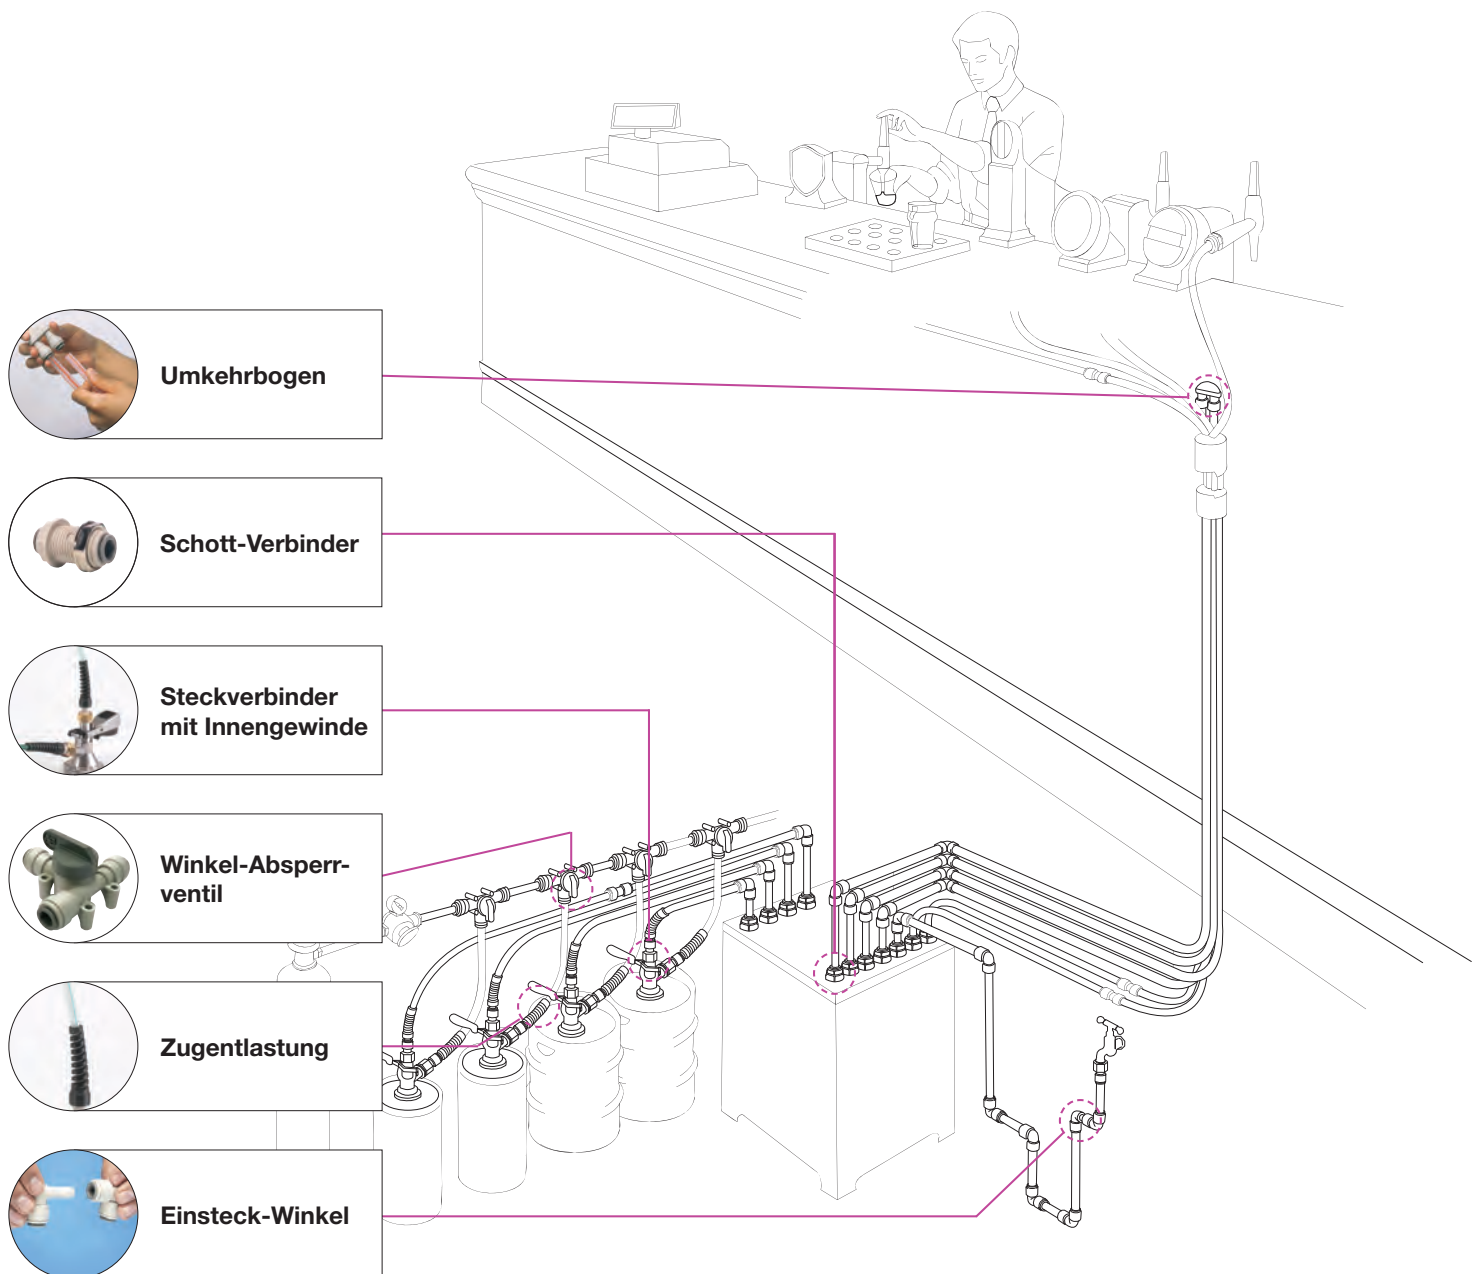 Umkehrbogen
Schott-Verbinder
Steckverbinder
mit Innengewinde
Winkel-Absperr-
ventil
Zugentlastung
Einsteck-Winkel